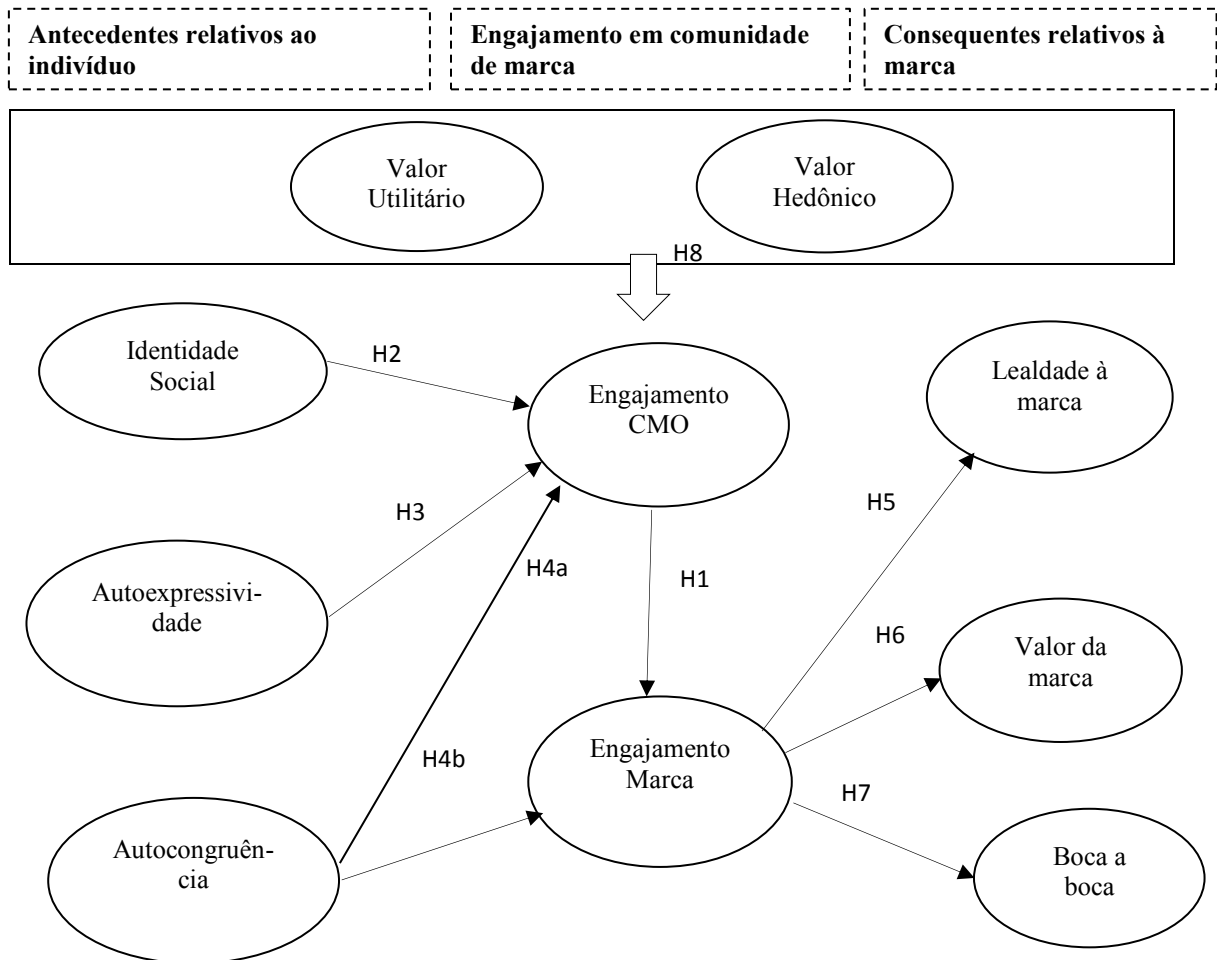 Antecedentes relativos ao
indivíduo
Engajamento em comunidade
de marca
Consequentes relativos à
marca
Valor
Utilitário
Valor
Hedônico
H8
Identidade
Social
H2
Engajamento
CMO
Lealdade à
marca
H3
H4a
H5
H1
Autoexpressivi-
dade
H6
Valor da
marca
H4b
Engajamento
Marca
H7
Autocongruên-
cia
Boca a
boca